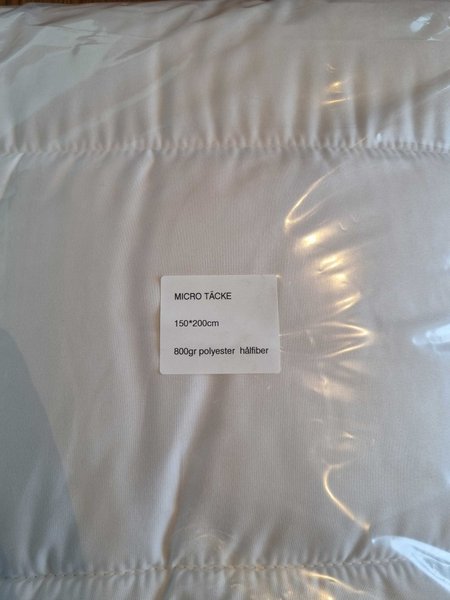 MICRO TÄCKE
150*200cm
800gr polyester hålfiber